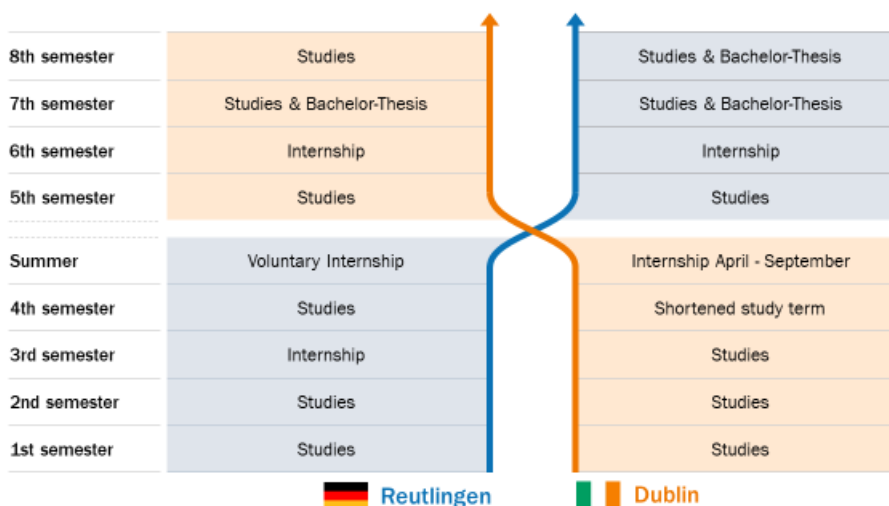 8th semester Studies Studies & Bachelor-Thesis
7th semester Studies & Bachelor-Thesis Studies & Bachelor-Thesis
6th semester Internship Internship
5th semester Studies Studies
Summer Voluntary Internship Internship April - September
4th semester Studies Shortened study term
3rd semester Internship Studies
2nd semester Studies Studies
1st semester Studies Studies
Reutlingen Dublin